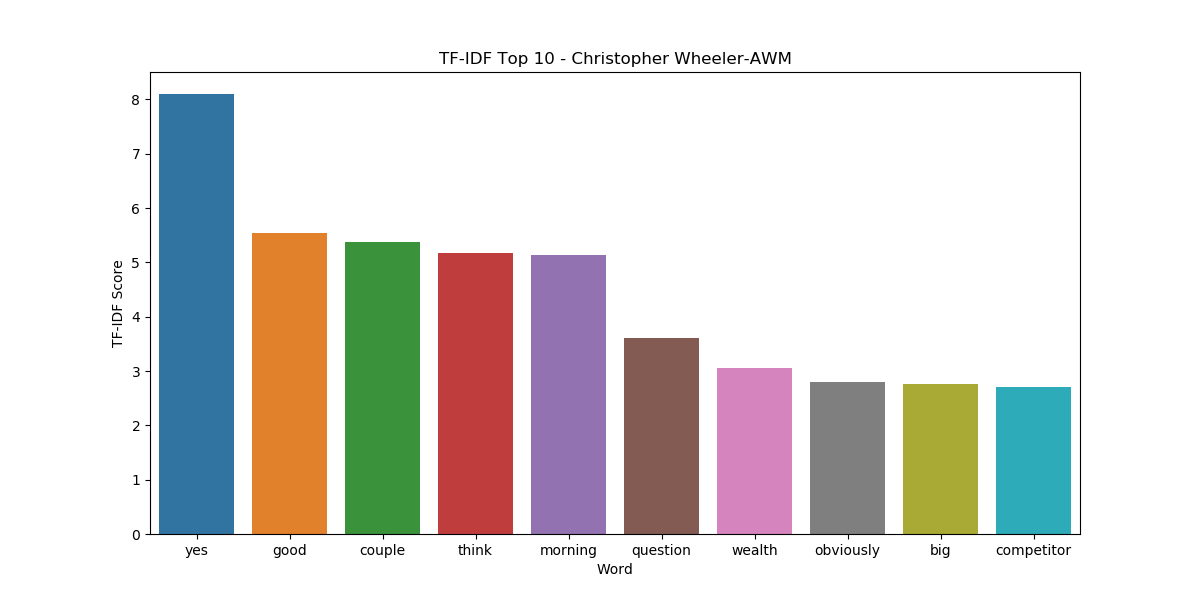 TF-IDF Top 10 - Christopher Wheeler-AWM
TF-IDF Score
8
7
6
5
4
3
2
1
0
yes good couple think morning question wealth obviously big competitor
Word